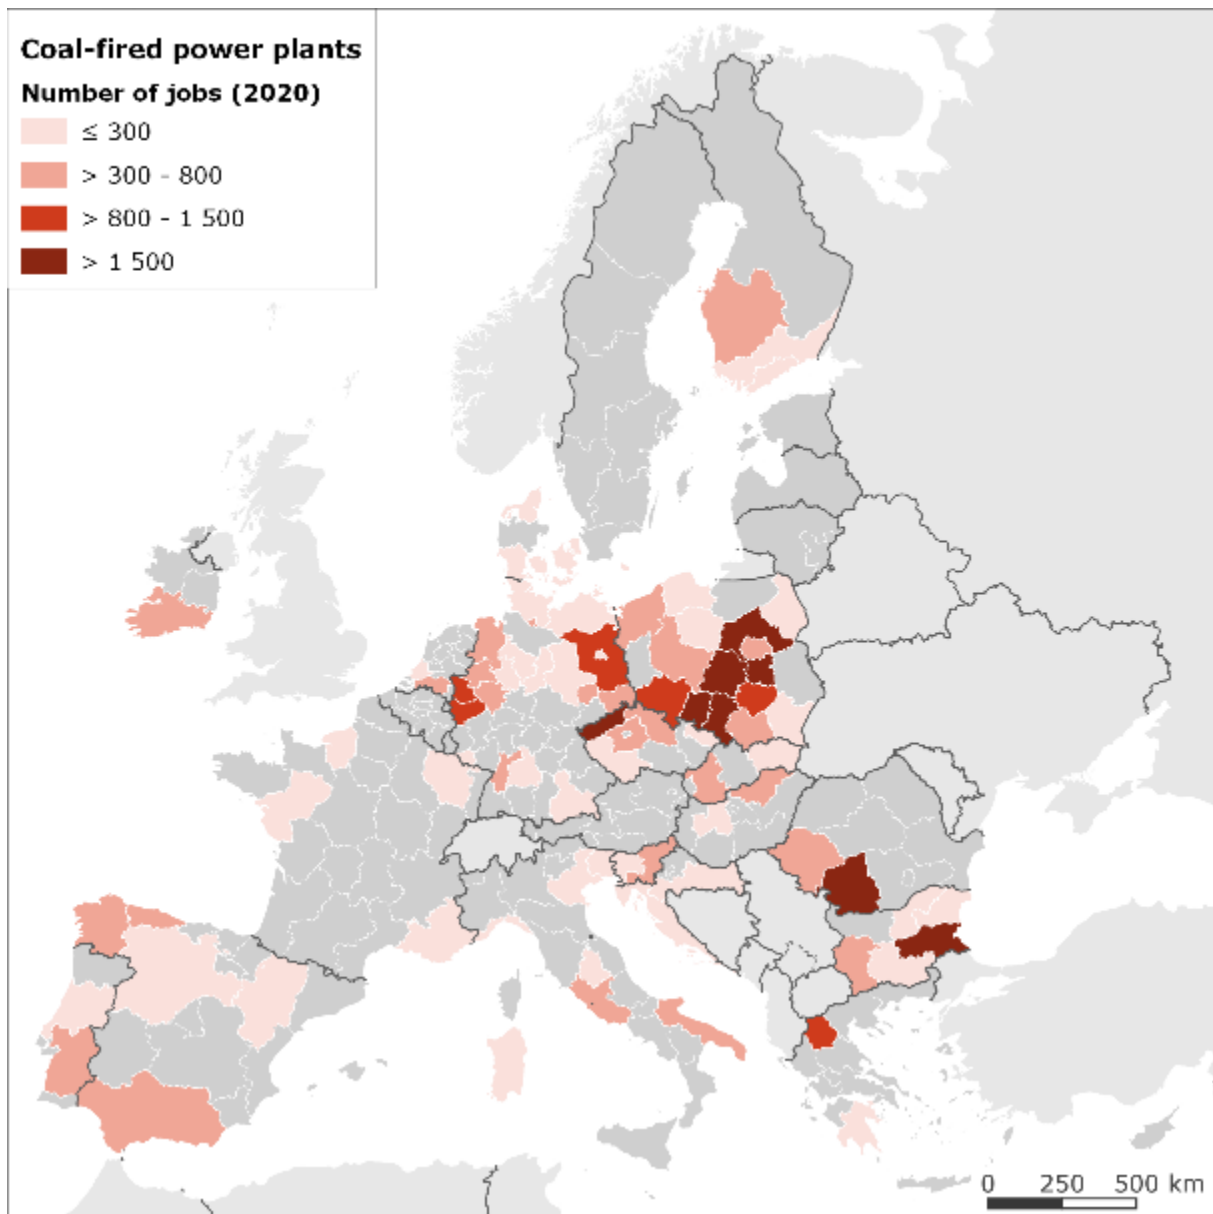 Coal-fired power plants
Number of jobs (2020)
≤ 300
> 300 - 800
> 800 - 1 500
> 1 500
0 250 500 km